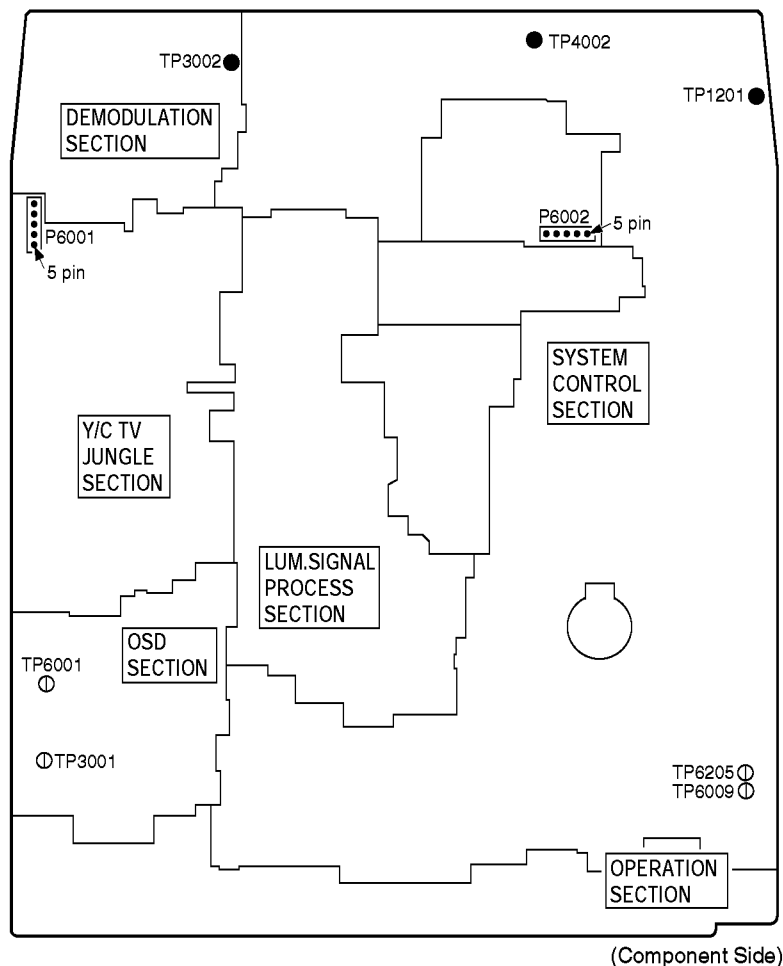 TP3002
TP4002
TP1201
DEMODULATION
SECTION
P6001
5 pin
P6002
5 pin
SYSTEM
CONTROL
SECTION
Y/C TV
JUNGLE
SECTION
LUM.SIGNAL
PROCESS
SECTION
OSD
SECTION
TP6001
TP3001
TP6205
TP6009
OPERATION
SECTION
(Component Side)